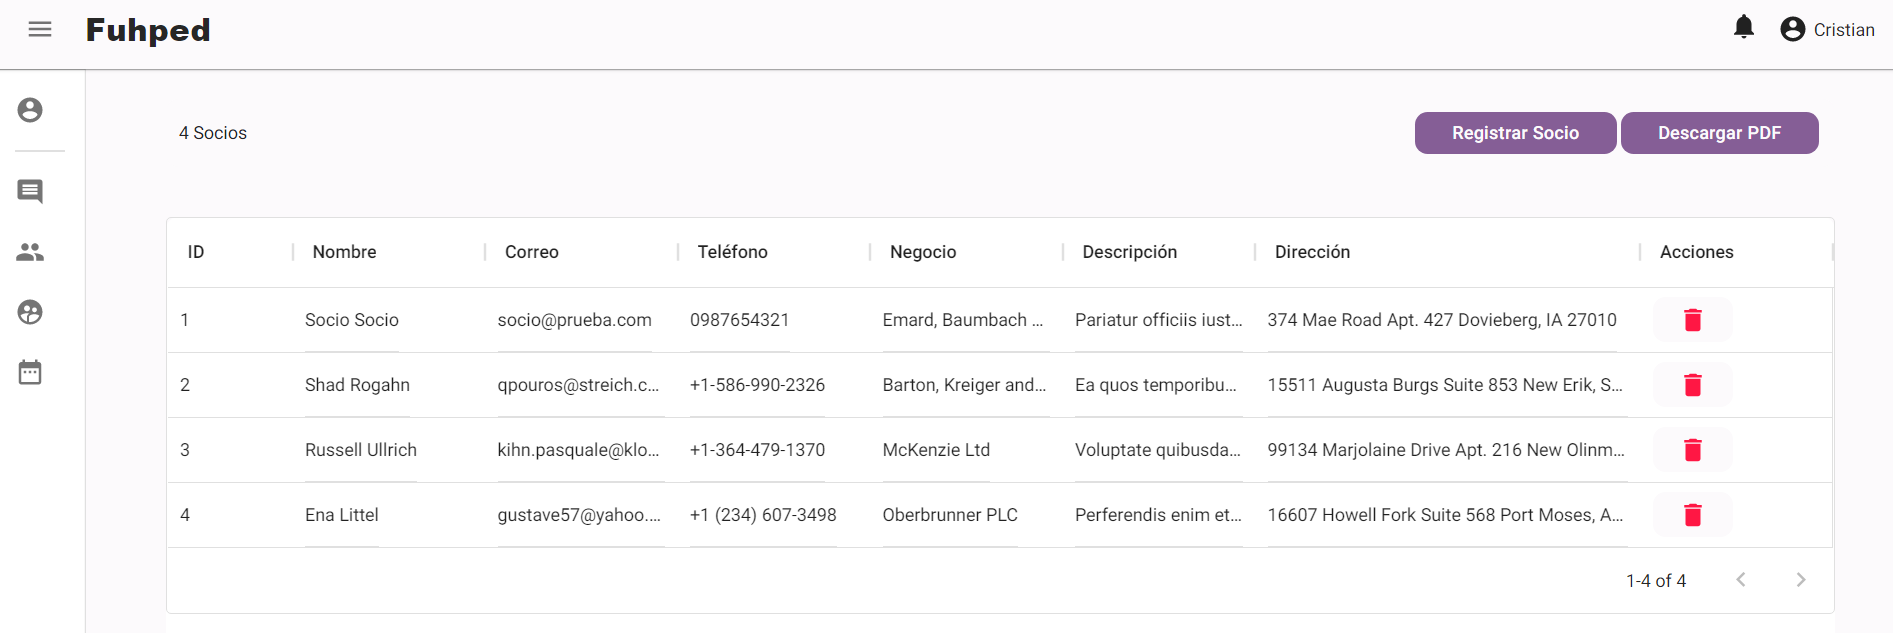 Fuhped
Cristian
4 Socios
Registrar Socio
Descargar PDF
ID Nombre Correo Teléfono Negocio Descripción Dirección Acciones
1 Socio Socio socio@prueba.com 0987654321 Emard, Baumbach ... Pariatur officiis iust... 374 Mae Road Apt. 427 Dovieberg, IA 27010
2 Shad Rogahn qpouros@streich.c... +1-586-990-2326 Barton, Kreiger and... Ea quos temporibu... 15511 Augusta Burgs Suite 853 New Erik, S...
3 Russell Ullrich kihn.pasquale@klo... +1-364-479-1370 McKenzie Ltd Voluptate quibusda... 99134 Marjolaine Drive Apt. 216 New Olinm...
4 Ena Littel gustave57@yahoo.... +1 (234) 607-3498 Oberbrunner PLC Perferendis enim et... 16607 Howell Fork Suite 568 Port Moses, A...
1-4 of 4